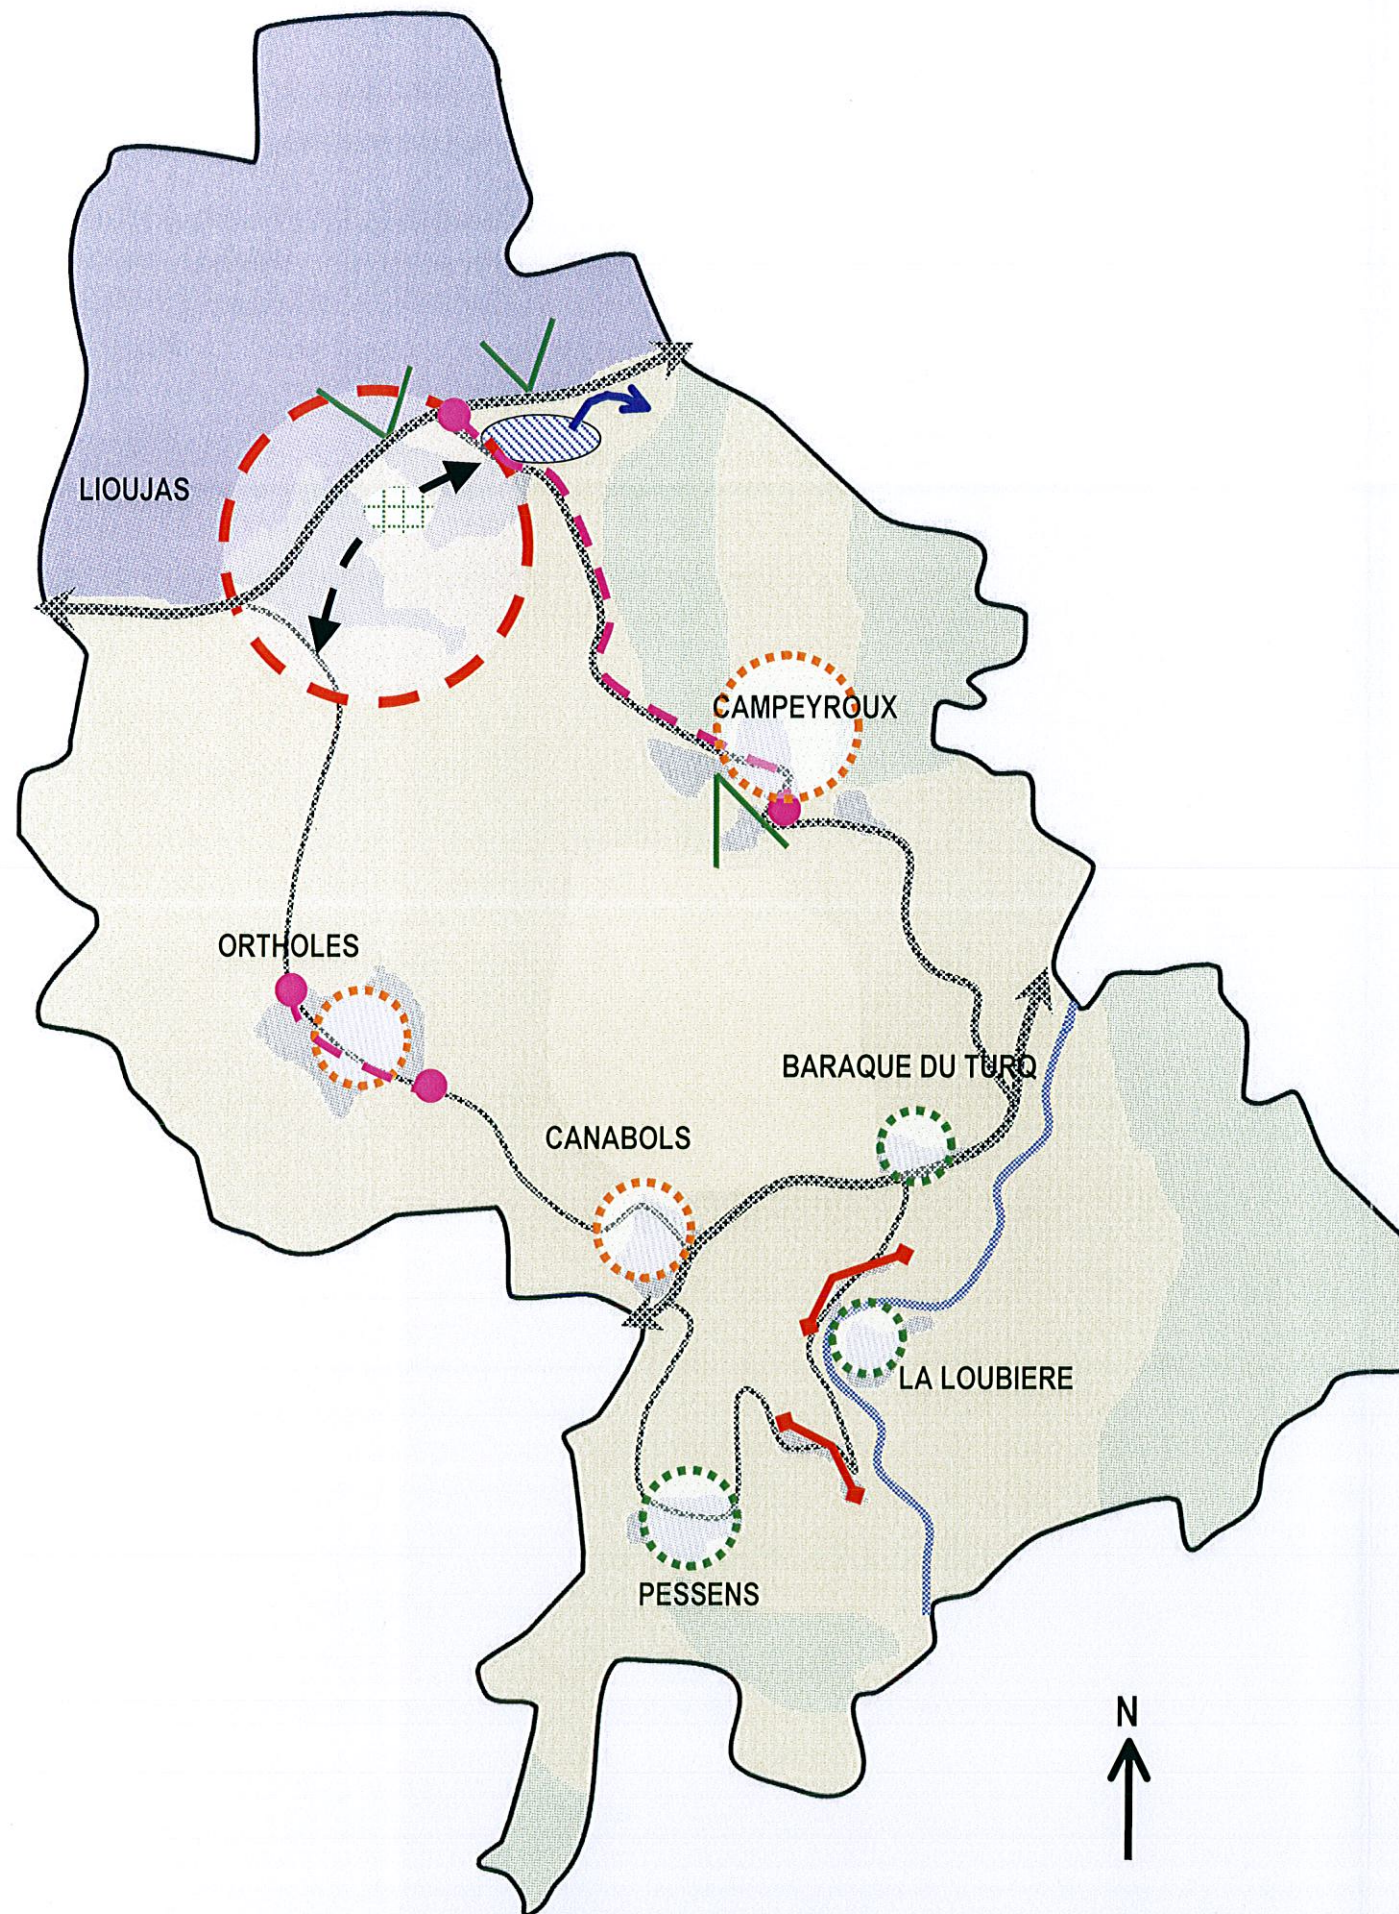 LIOUJAS
CAMPEYROUX
ORTHOLES
BARAQUE DU TURQ
CANABOLS
LA LOUBIERE
PESSENS
N